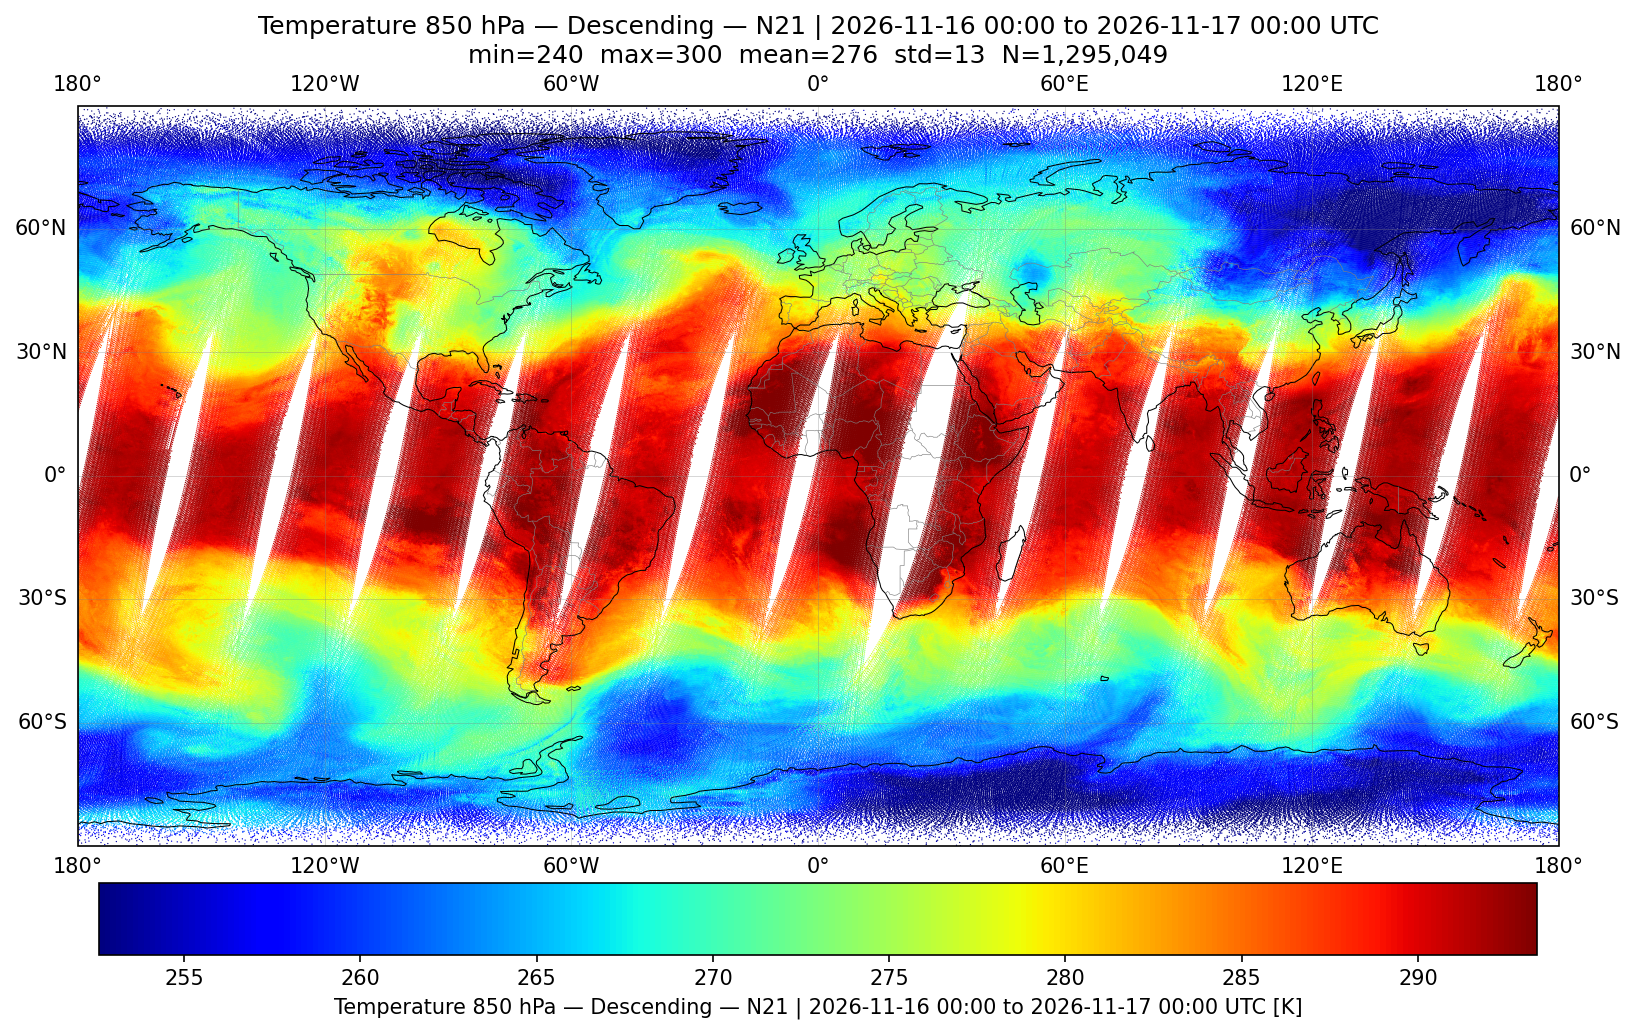 Temperature 850 hPa — Descending — N21 | 2026-11-16 00:00 to 2026-11-17 00:00 UTC
min=240  max=300  mean=276  std=13  N=1,295,049
180° 120°W 60°W 0° 60°E 120°E 180°
60°N 60°N
30°N 30°N
0° 0°
30°S 30°S
60°S 60°S
180° 120°W 60°W 0° 60°E 120°E 180°
255 260 265 270 275 280 285 290
Temperature 850 hPa — Descending — N21 | 2026-11-16 00:00 to 2026-11-17 00:00 UTC [K]